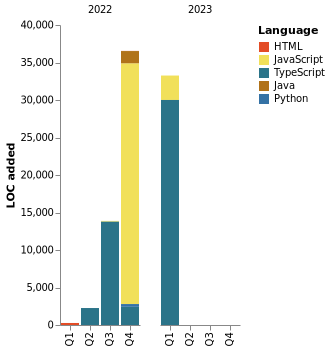 2022
2023
LOC added
40,000
35,000
30,000
25,000
20,000
15,000
10,000
5,000
0
Q1
Q2
Q3
Q4
Q1
Q2
Q3
Q4
Language
HTML
JavaScript
TypeScript
Java
Python